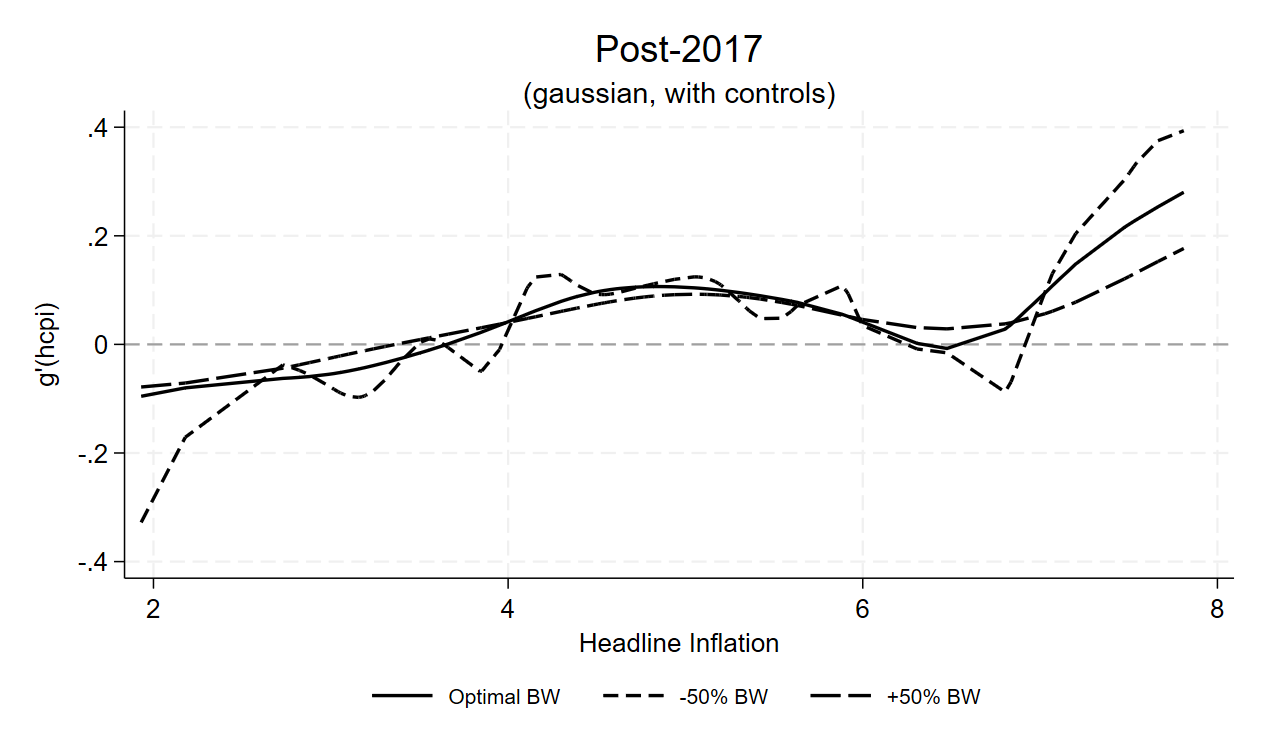 Post-2017
(gaussian, with controls)
g'(hcpi)
.4
.2
0
-.2
-.4
2 4 6 8
Headline Inflation
Optimal BW -50% BW +50% BW